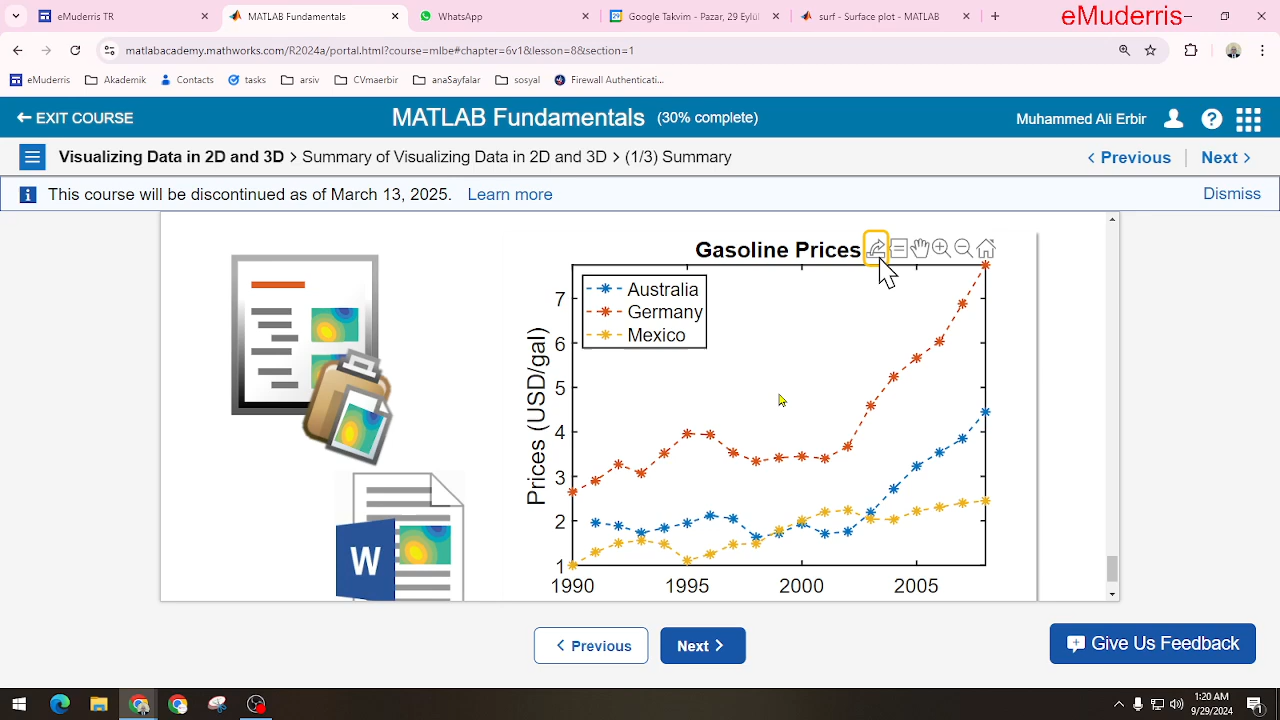 eMuderris TR
MATLAB Fundamentals
WhatsApp
Google Takvim - Pazar, 29 Eylül
surf - Surface plot - MATLAB
eMuderris
matlabacademy.mathworks.com/R2024a/portal.html?course=mlbe#chapter=6v1&lesson=8&section=1
eMuderris
Akademik
Contacts
tasks
arsiv
CVmaerbir
anaSayfalar
sosyal
Firewall Authenticati...
EXIT COURSE
MATLAB Fundamentals (30% complete)
Muhammed Ali Erbir
Visualizing Data in 2D and 3D > Summary of Visualizing Data in 2D and 3D > (1/3) Summary
< Previous
Next >
This course will be discontinued as of March 13, 2025. Learn more
Dismiss
Gasoline Prices
Australia
Germany
Mexico
Prices (USD/gal)
7
6
5
4
3
2
1
1990 1995 2000 2005
W
< Previous
Next >
Give Us Feedback
1:20 AM
9/29/2024
1